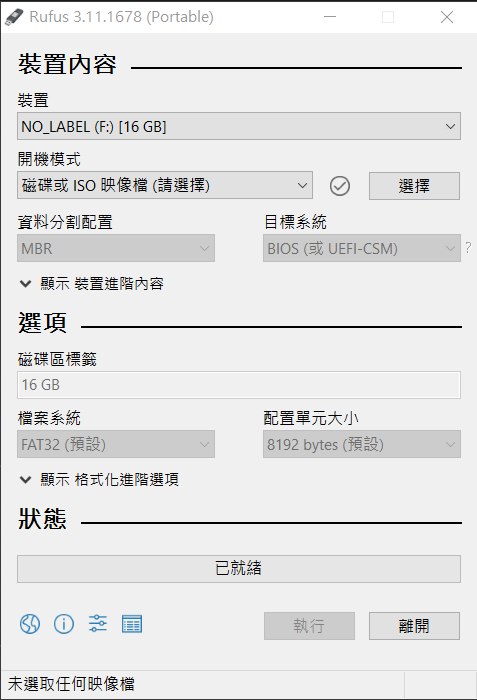 Rufus 3.11.1678 (Portable)
裝置內容
裝置
NO_LABEL (F:) [16 GB]
開機模式
磁碟或 ISO 映像檔 (請選擇)
選擇
資料分割配置
目標系統
MBR
BIOS (或 UEFI-CSM)
?
顯示 裝置進階內容
選項
磁碟區標籤
16 GB
檔案系統
配置單元大小
FAT32 (預設)
8192 bytes (預設)
顯示 格式化進階選項
狀態
已就緒
執行
離開
未選取任何映像檔